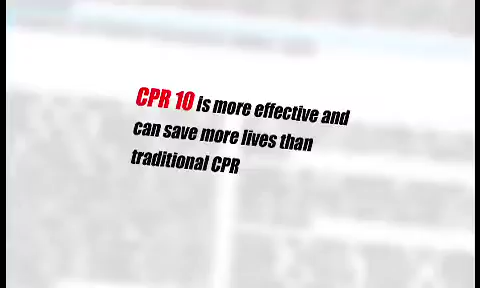 CPR 10 is more effective and
can save more lives than
traditional CPR